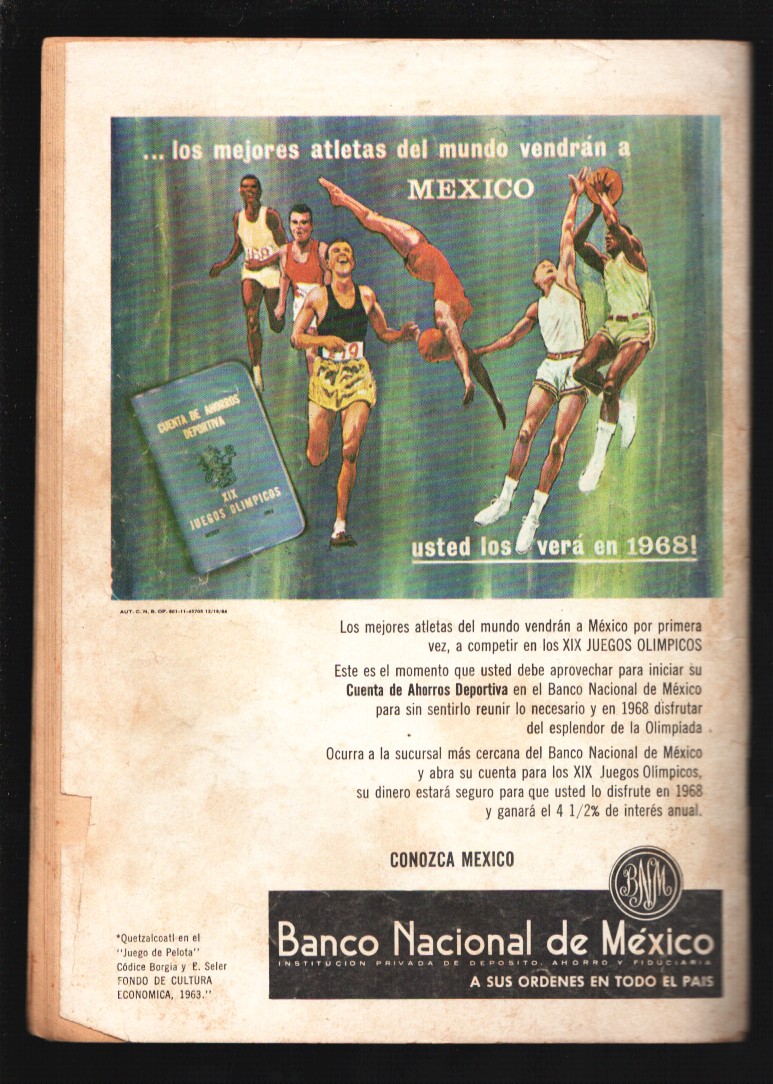 ... los mejores atletas del mundo vendrán a
MEXICO
CUENTA DE AHORROS
DEPORTIVA
XIX
JUEGOS OLIMPICOS
usted los verá en 1968!
Los mejores atletas del mundo vendrán a México por primera
vez, a competir en los XIX JUEGOS OLIMPICOS
Este es el momento que usted debe aprovechar para iniciar su
Cuenta de Ahorros Deportiva en el Banco Nacional de México
para sin sentirlo reunir lo necesario y en 1968 disfrutar
del esplendor de la Olimpiada
Ocurra a la sucursal más cercana del Banco Nacional de México
y abra su cuenta para los XIX Juegos Olímpicos,
su dinero estará seguro para que usted lo disfrute en 1968
y ganará el 4 1/2% de interés anual.
CONOZCA MEXICO
BNM
Banco Nacional de México
INSTITUCION PRIVADA DE DEPOSITO, AHORRO Y FIDUCIARIA
A SUS ORDENES EN TODO EL PAIS
*Quetzalcoatl en el
"Juego de Pelota"
Códice Borgia y E. Seler
FONDO DE CULTURA
ECONOMICA, 1963."